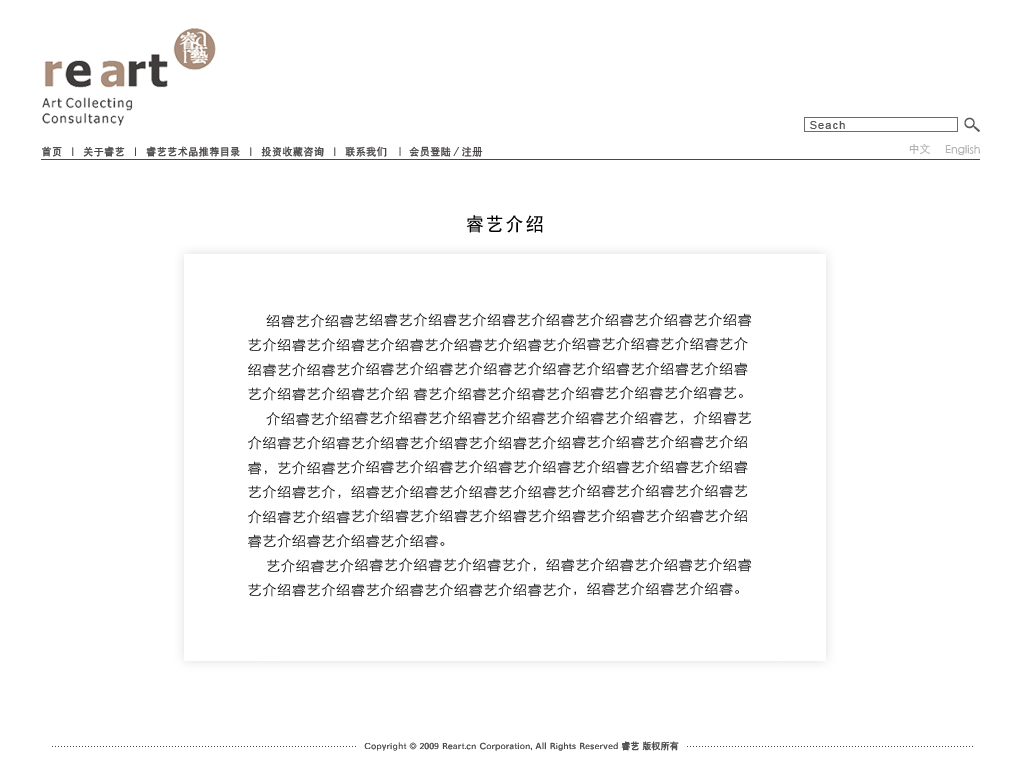 睿艺
re art
Art Collecting
Consultancy
Seach
首页 | 关于睿艺 | 睿艺艺术品推荐目录 | 投资收藏咨询 | 联系我们 | 会员登陆 / 注册
中文 English
睿艺介绍
绍睿艺介绍睿艺绍睿艺介绍睿艺介绍睿艺介绍睿艺介绍睿艺介绍睿艺介绍睿
艺介绍睿艺介绍睿艺介绍睿艺介绍睿艺介绍睿艺介绍睿艺介绍睿艺介绍睿艺介
绍睿艺介绍睿艺介绍睿艺介绍睿艺介绍睿艺介绍睿艺介绍睿艺介绍睿艺介绍睿
艺介绍睿艺介绍睿艺介绍 睿艺介绍睿艺介绍睿艺介绍睿艺介绍睿艺介绍睿艺。
介绍睿艺介绍睿艺介绍睿艺介绍睿艺介绍睿艺介绍睿艺介绍睿艺，介绍睿艺
介绍睿艺介绍睿艺介绍睿艺介绍睿艺介绍睿艺介绍睿艺介绍睿艺介绍睿艺介绍
睿，艺介绍睿艺介绍睿艺介绍睿艺介绍睿艺介绍睿艺介绍睿艺介绍睿艺介绍睿
艺介绍睿艺介，绍睿艺介绍睿艺介绍睿艺介绍睿艺介绍睿艺介绍睿艺介绍睿艺
介绍睿艺介绍睿艺介绍睿艺介绍睿艺介绍睿艺介绍睿艺介绍睿艺介绍睿艺介绍
睿艺介绍睿艺介绍睿艺介绍睿。
艺介绍睿艺介绍睿艺介绍睿艺介绍睿艺介，绍睿艺介绍睿艺介绍睿艺介绍睿
艺介绍睿艺介绍睿艺介绍睿艺介绍睿艺介绍睿艺介，绍睿艺介绍睿艺介绍睿。
Copyright © 2009 Reart.cn Corporation, All Rights Reserved 睿艺 版权所有